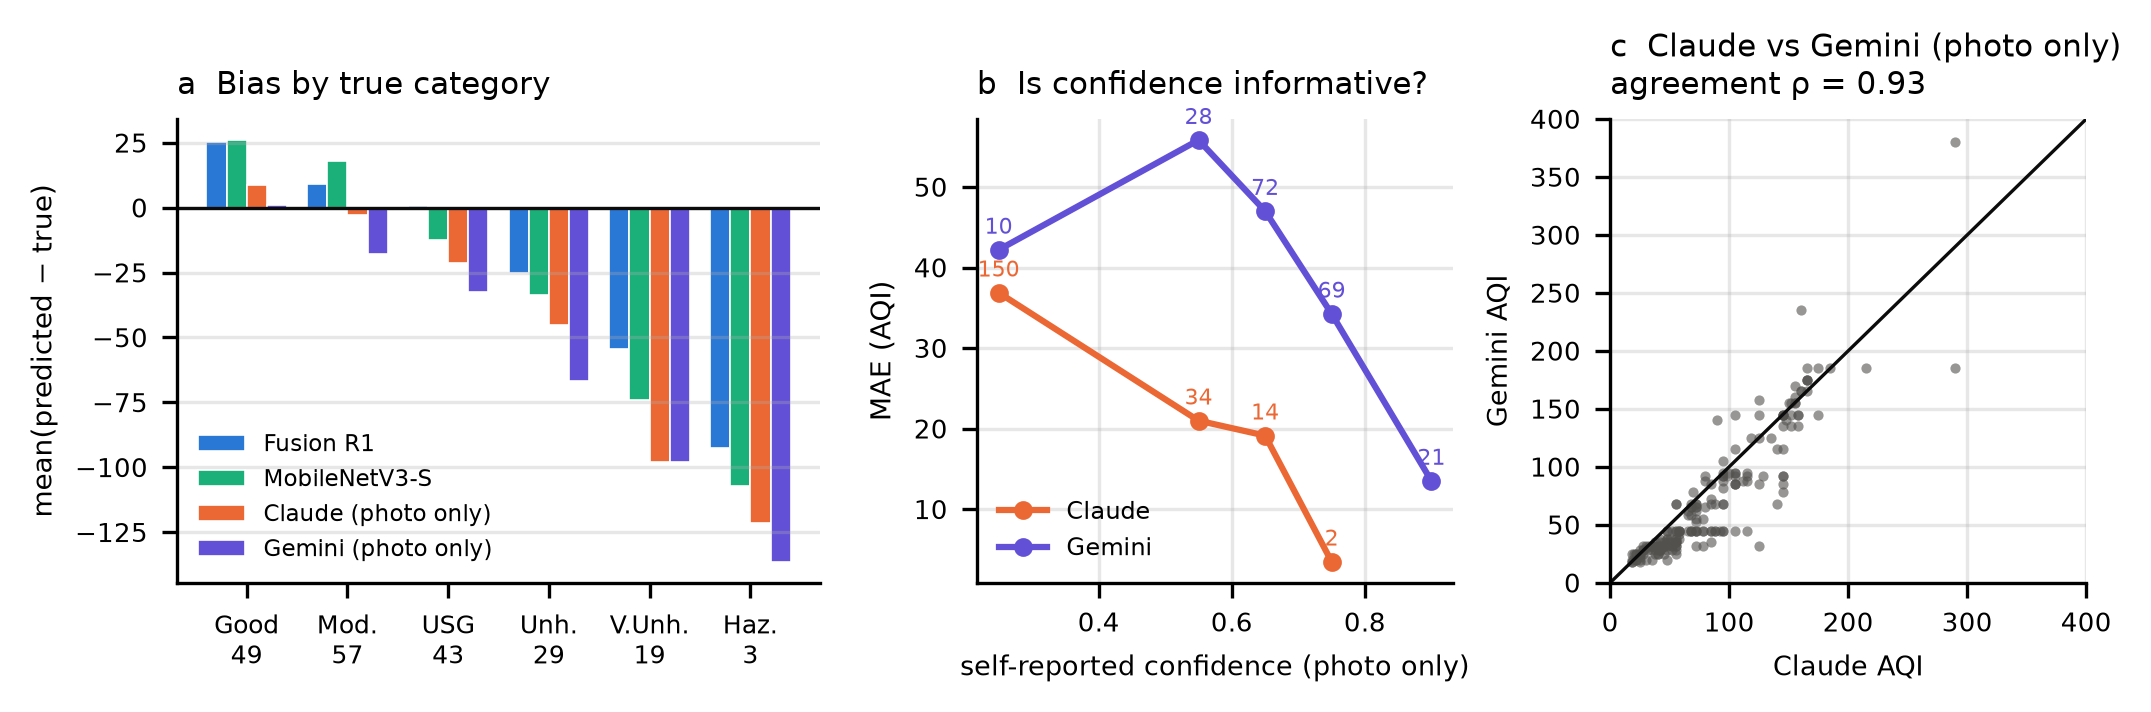 a  Bias by true category
mean(predicted − true)
25
0
−25
−50
−75
−100
−125
Fusion R1
MobileNetV3-S
Claude (photo only)
Gemini (photo only)
Good Mod. USG Unh. V.Unh. Haz.
49 57 43 29 19 3
b  Is confidence informative?
MAE (AQI)
50
40
30
20
10
10
28
72
69
21
150
34
14
2
Claude
Gemini
0.4 0.6 0.8
self-reported confidence (photo only)
c  Claude vs Gemini (photo only)
agreement ρ = 0.93
Gemini AQI
400
350
300
250
200
150
100
50
0
0 100 200 300 400
Claude AQI